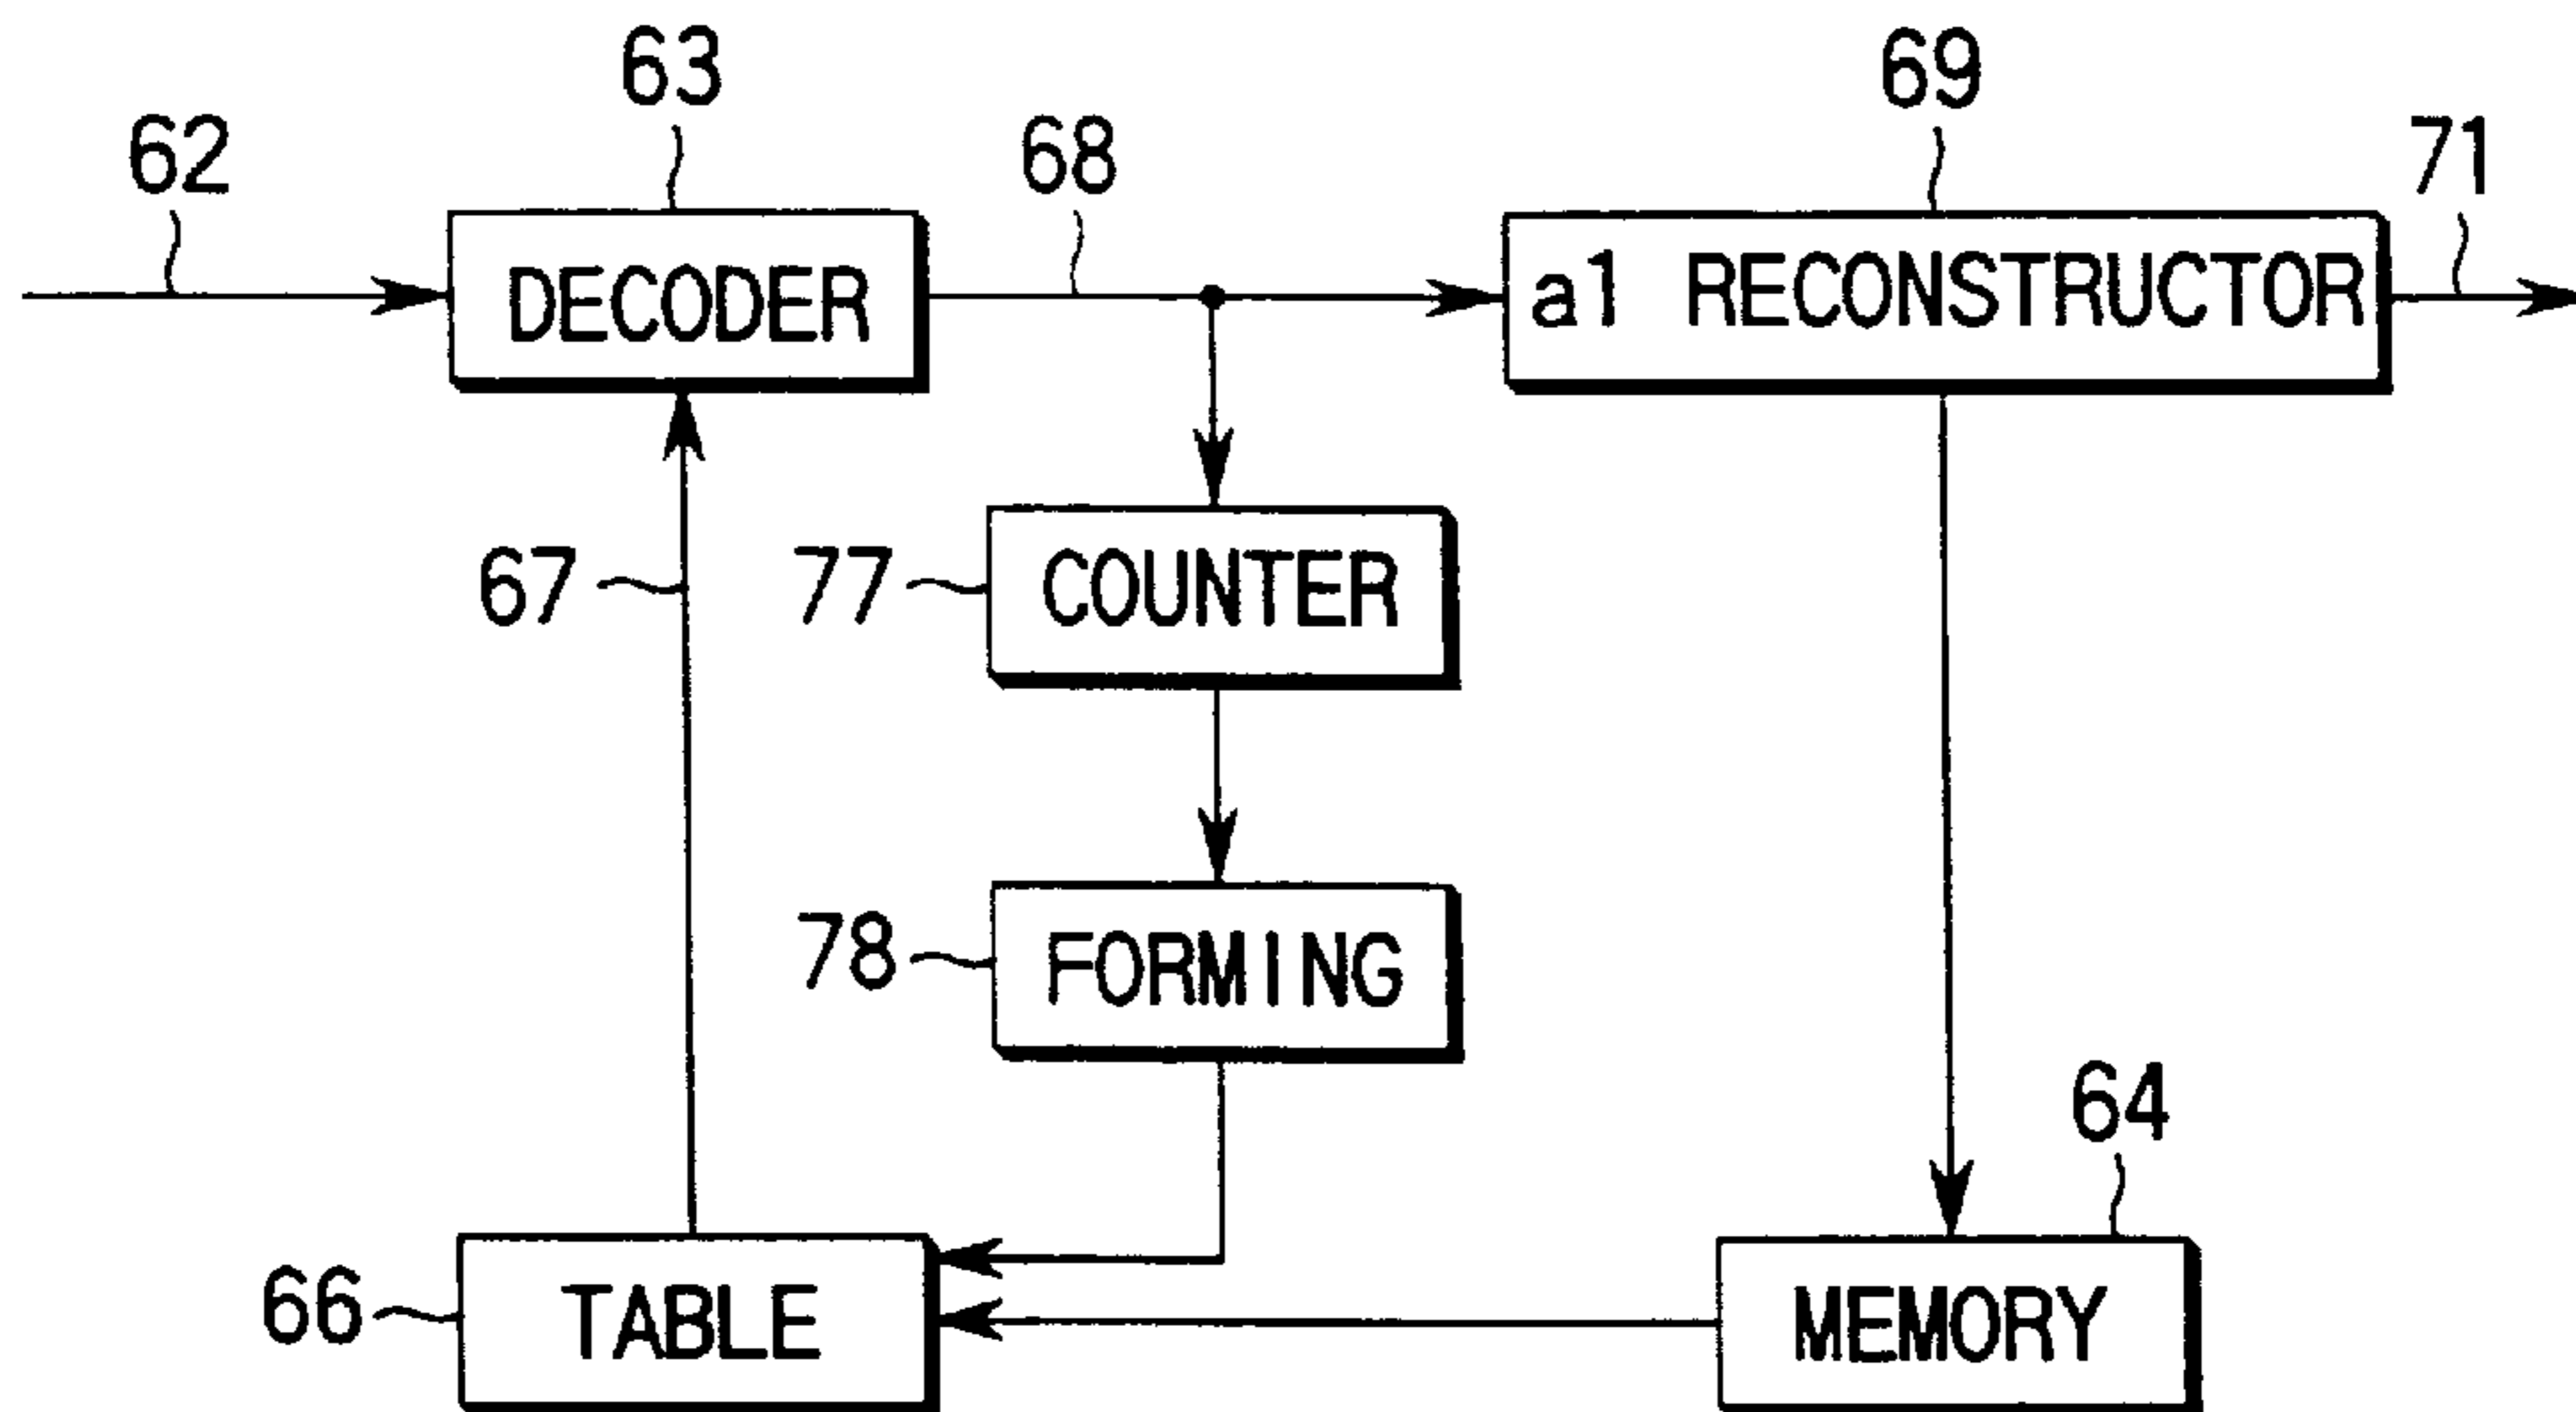 63
69
62
68
71
DECODER
a1 RECONSTRUCTOR
67
77
COUNTER
78
FORMING
64
66
TABLE
MEMORY